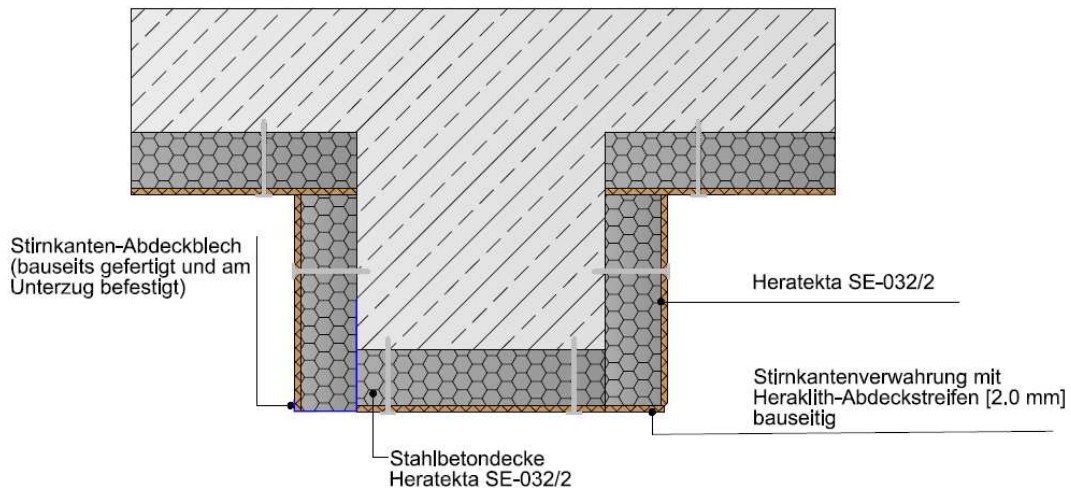 Stirnkanten-Abdeckblech
(bauseits gefertigt und am
Unterzug befestigt)
Heratekta SE-032/2
Stirnkantenverwahrung mit
Heraklith-Abdeckstreifen [2,0 mm]
bauseitig
Stahlbetondecke
Heratekta SE-032/2